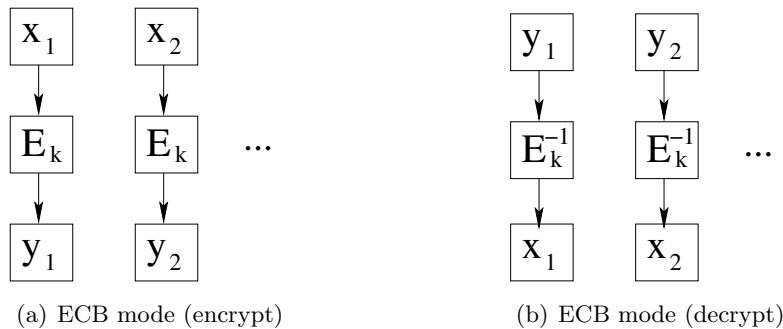 x₁ x₂ y₁ y₂
Eₖ Eₖ ... Eₖ⁻¹ Eₖ⁻¹ ...
y₁ y₂ x₁ x₂
(a) ECB mode (encrypt) (b) ECB mode (decrypt)